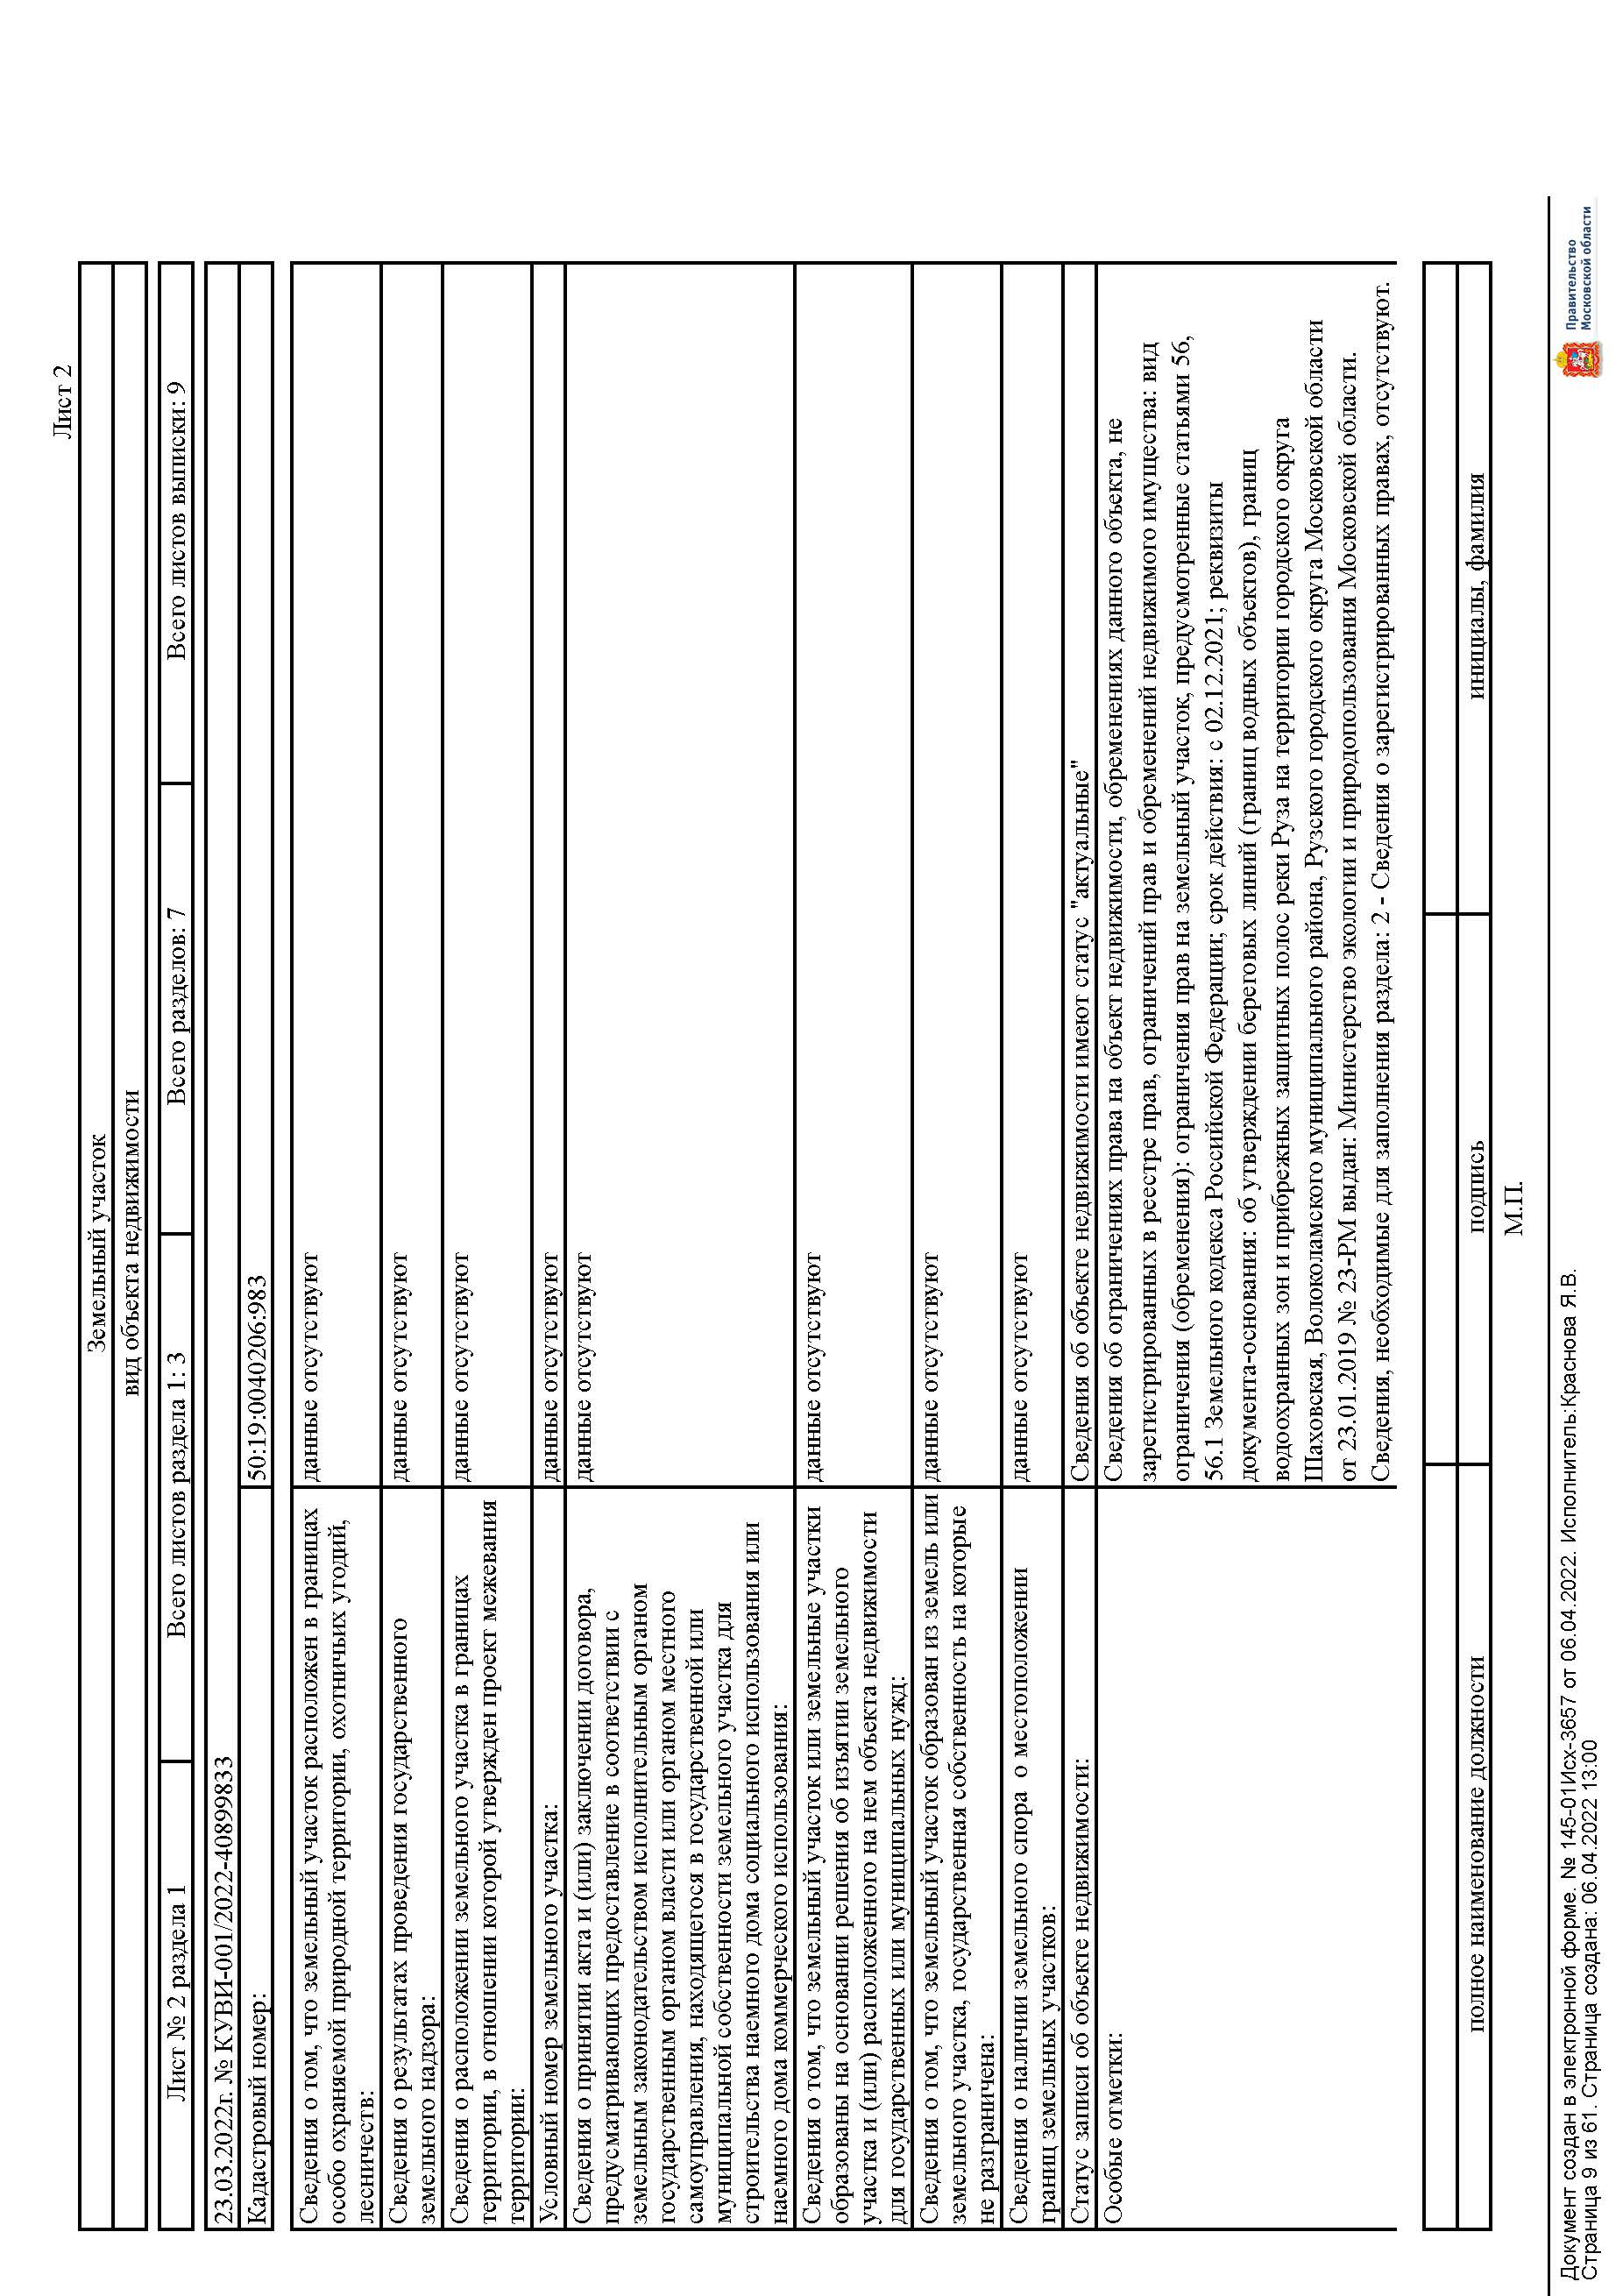 Лист 2
Земельный участок
вид объекта недвижимости
Лист № 2 раздела 1
Всего листов раздела 1: 3
Всего разделов: 7
Всего листов выписки: 9
23.03.2022г. № КУВИ-001/2022-40899833
Кадастровый номер:
50:19:0040206:983
Сведения о том, что земельный участок расположен в границах
особо охраняемой природной территории, охотничьих угодий,
лесничеств:
данные отсутствуют
Сведения о результатах проведения государственного
земельного надзора:
данные отсутствуют
Сведения о расположении земельного участка в границах
территории, в отношении которой утвержден проект межевания
территории:
данные отсутствуют
Условный номер земельного участка:
данные отсутствуют
Сведения о принятии акта и (или) заключении договора,
предусматривающих предоставление в соответствии с
земельным законодательством исполнительным органом
государственным органом власти или органом местного
самоуправления, находящегося в государственной или
муниципальной собственности земельного участка для
строительства наемного дома социального использования или
наемного дома коммерческого использования:
данные отсутствуют
Сведения о том, что земельный участок или земельные участки
образованы на основании решения об изъятии земельного
участка и (или) расположенного на нем объекта недвижимости
для государственных или муниципальных нужд:
данные отсутствуют
Сведения о том, что земельный участок образован из земель или
земельного участка, государственная собственность на которые
не разграничена:
данные отсутствуют
Сведения о наличии земельного спора о местоположении
границ земельных участков:
данные отсутствуют
Статус записи об объекте недвижимости:
Сведения об объекте недвижимости имеют статус "актуальные"
Особые отметки:
Сведения об ограничениях права на объект недвижимости, обременениях данного объекта, не
зарегистрированных в реестре прав, ограничений прав и обременений недвижимого имущества: вид
ограничения (обременения): ограничения прав на земельный участок, предусмотренные статьями 56,
56.1 Земельного кодекса Российской Федерации; срок действия: с 02.12.2021; реквизиты
документа-основания: об утверждении береговых линий (границ водных объектов), границ
водоохранных зон и прибрежных защитных полос реки Руза на территории городского округа
Шаховская, Волоколамского муниципального района, Рузского городского округа Московской области
от 23.01.2019 № 23-РМ выдан: Министерство экологии и природопользования Московской области.
Сведения, необходимые для заполнения раздела: 2 - Сведения о зарегистрированных правах, отсутствуют.
полное наименование должности
подпись
инициалы, фамилия
М.П.
Документ создан в электронной форме. № 145-01Исх-3657 от 06.04.2022. Исполнитель:Краснова Я.В.
Страница 9 из 61. Страница создана: 06.04.2022 13:00
Правительство
Московской области